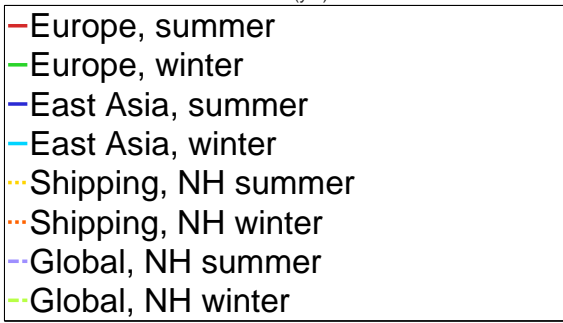 Europe, summer
Europe, winter
East Asia, summer
East Asia, winter
Shipping, NH summer
Shipping, NH winter
Global, NH summer
Global, NH winter